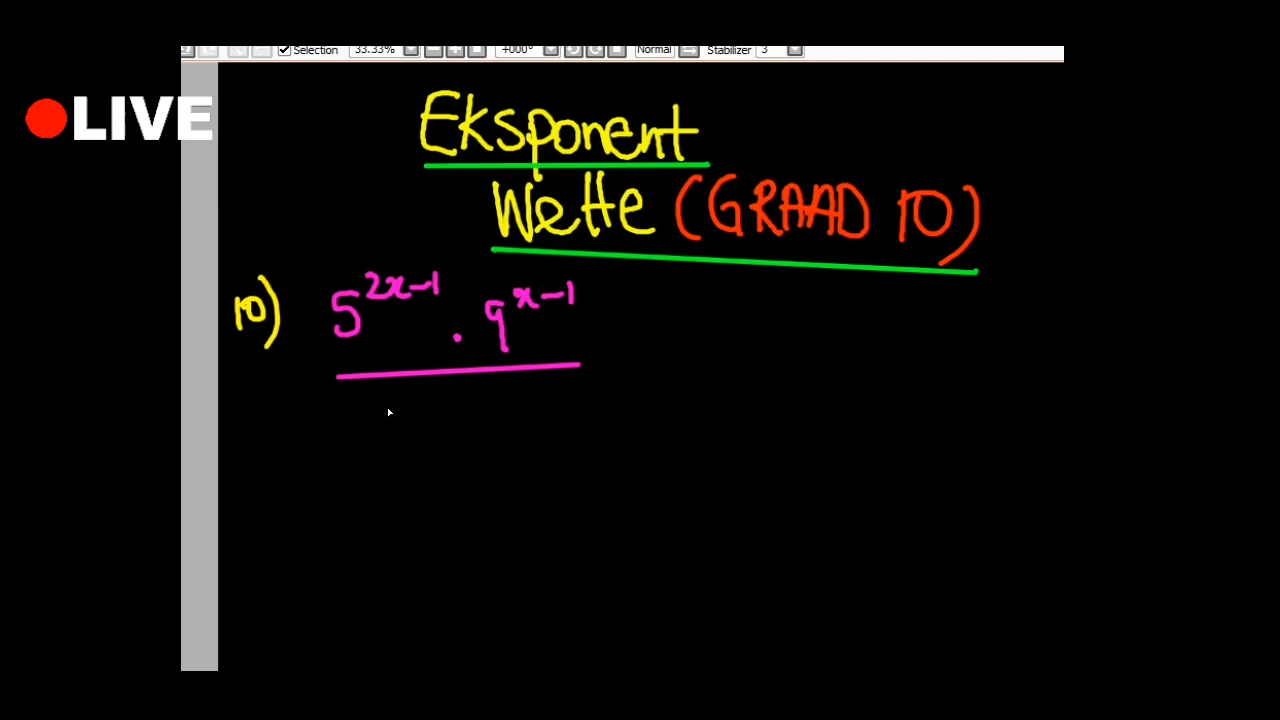 Selection 33.33% +000° Normal Stabilizer 3
LIVE
Eksponent
Wette (GRAAD 10)
10) 5^{2x-1} . 9^{x-1}